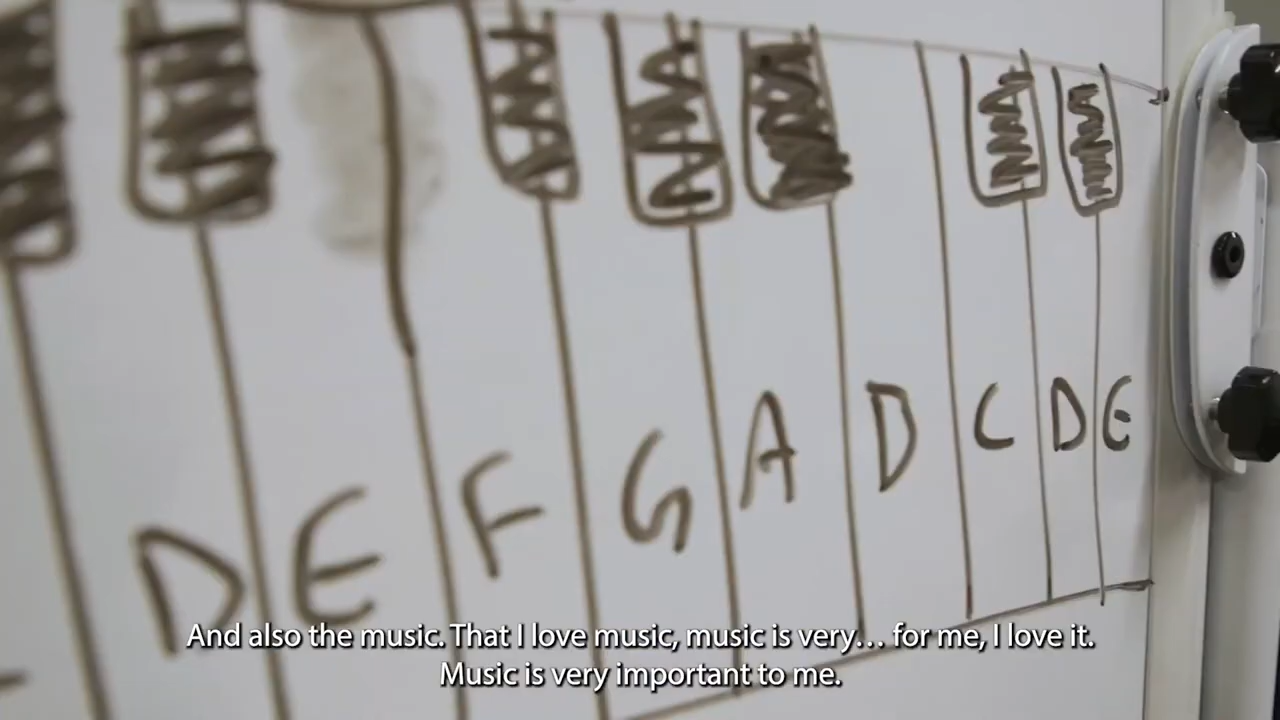 D E F G A D C D E
And also the music. That I love music, music is very... for me, I love it.
Music is very important to me.